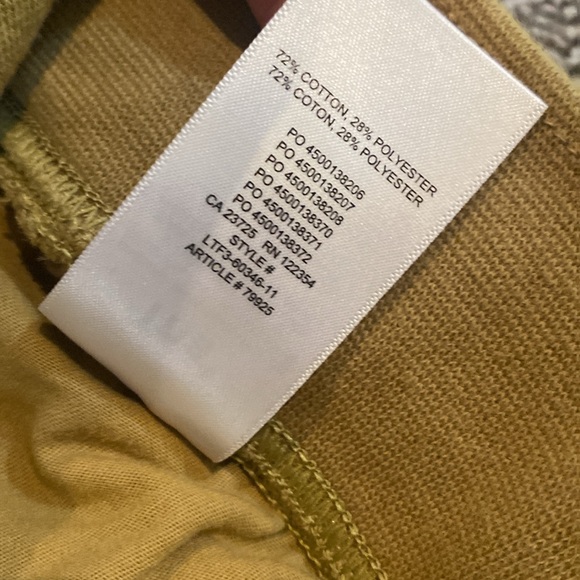 72% COTTON, 28% POLYESTER
72% COTON, 28% POLYESTER
PO 4500138206
PO 4500138207
PO 4500138208
PO 4500138370
PO 4500138371
PO 4500138372
CA 23725 RN 122354
STYLE #
LTF3-60346-11
ARTICLE # 79925